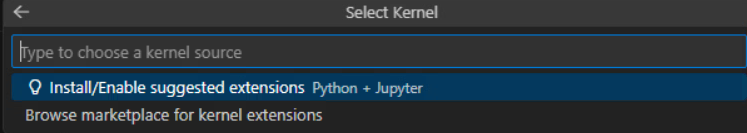 Select Kernel
Type to choose a kernel source
Install/Enable suggested extensions Python + Jupyter
Browse marketplace for kernel extensions